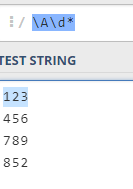 / \A\d*
TEST STRING
123
456
789
852